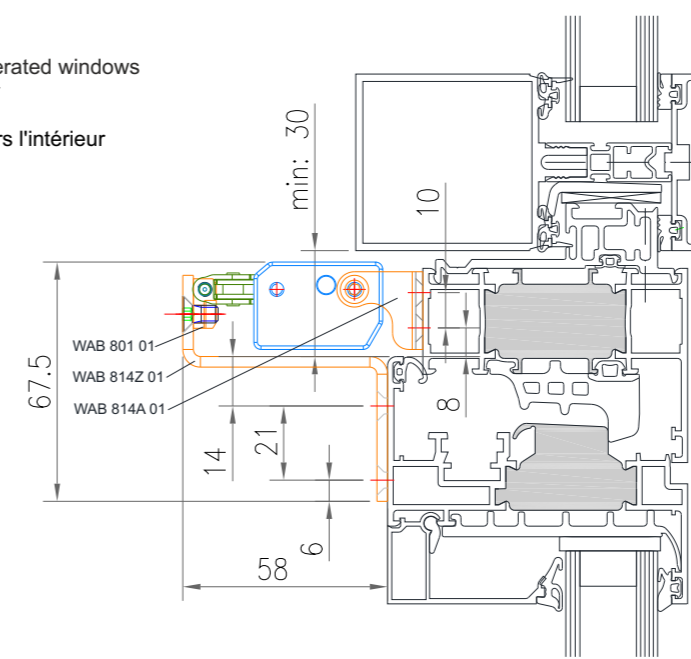 erated windows
rs l'intérieur
min: 30
10
67.5
WAB 801 01
WAB 814Z 01
WAB 814A 01
14
21
8
6
58